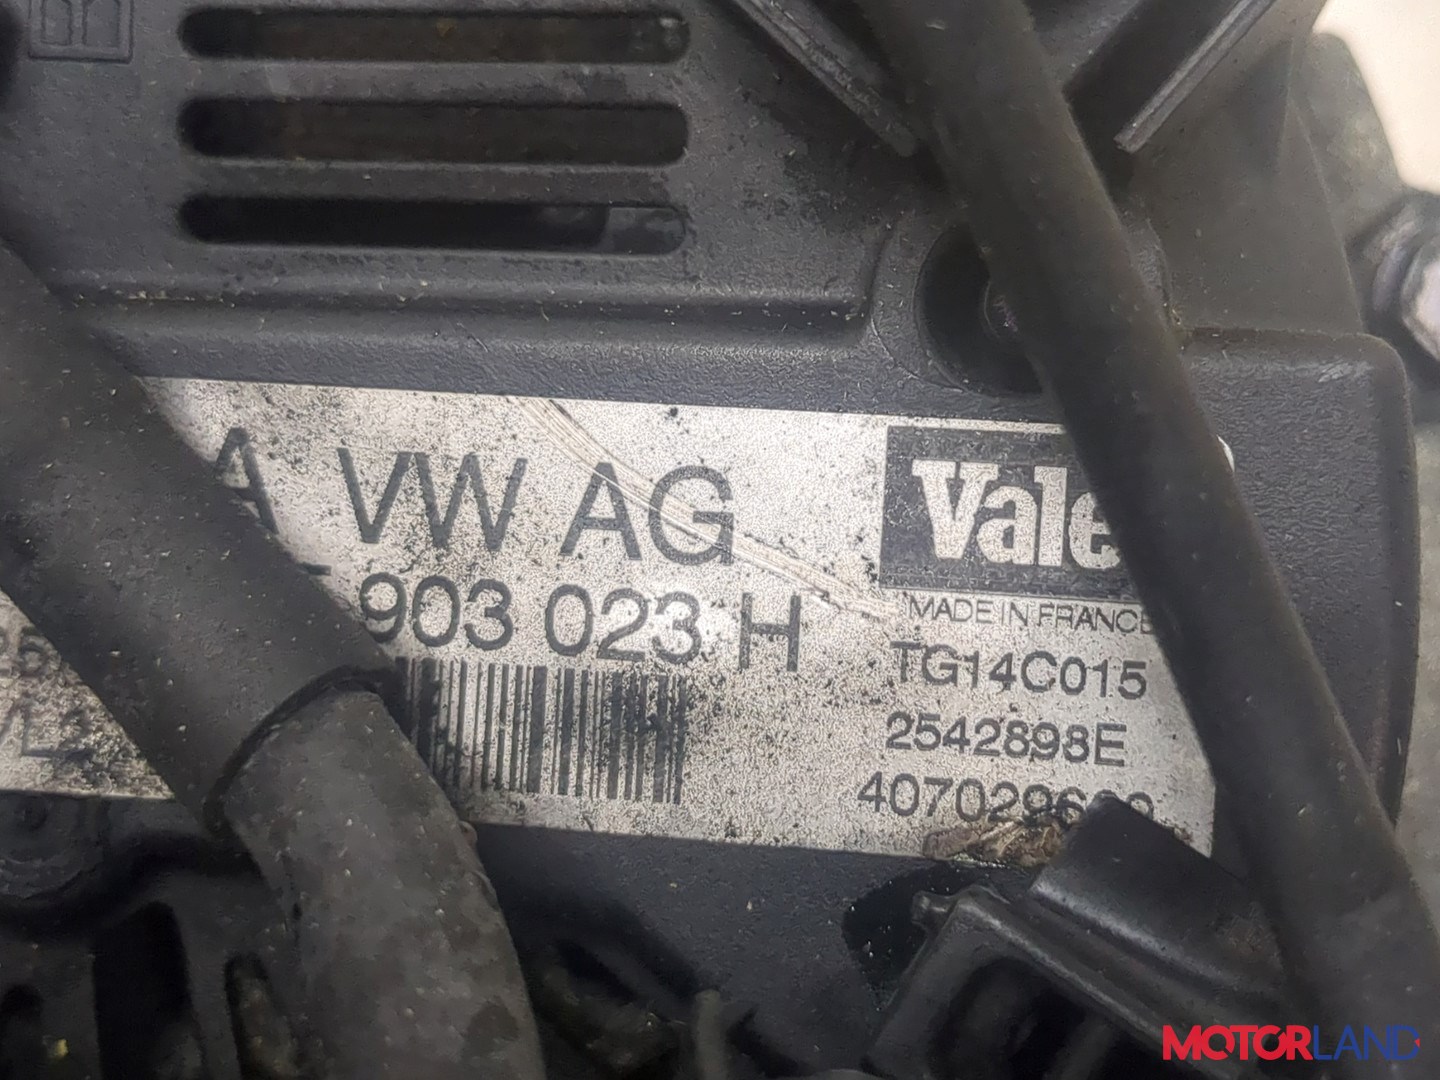 A VW AG
903 023 H
Vale
MADE IN FRANCE
TG14C015
2542898E
MOTORLAND